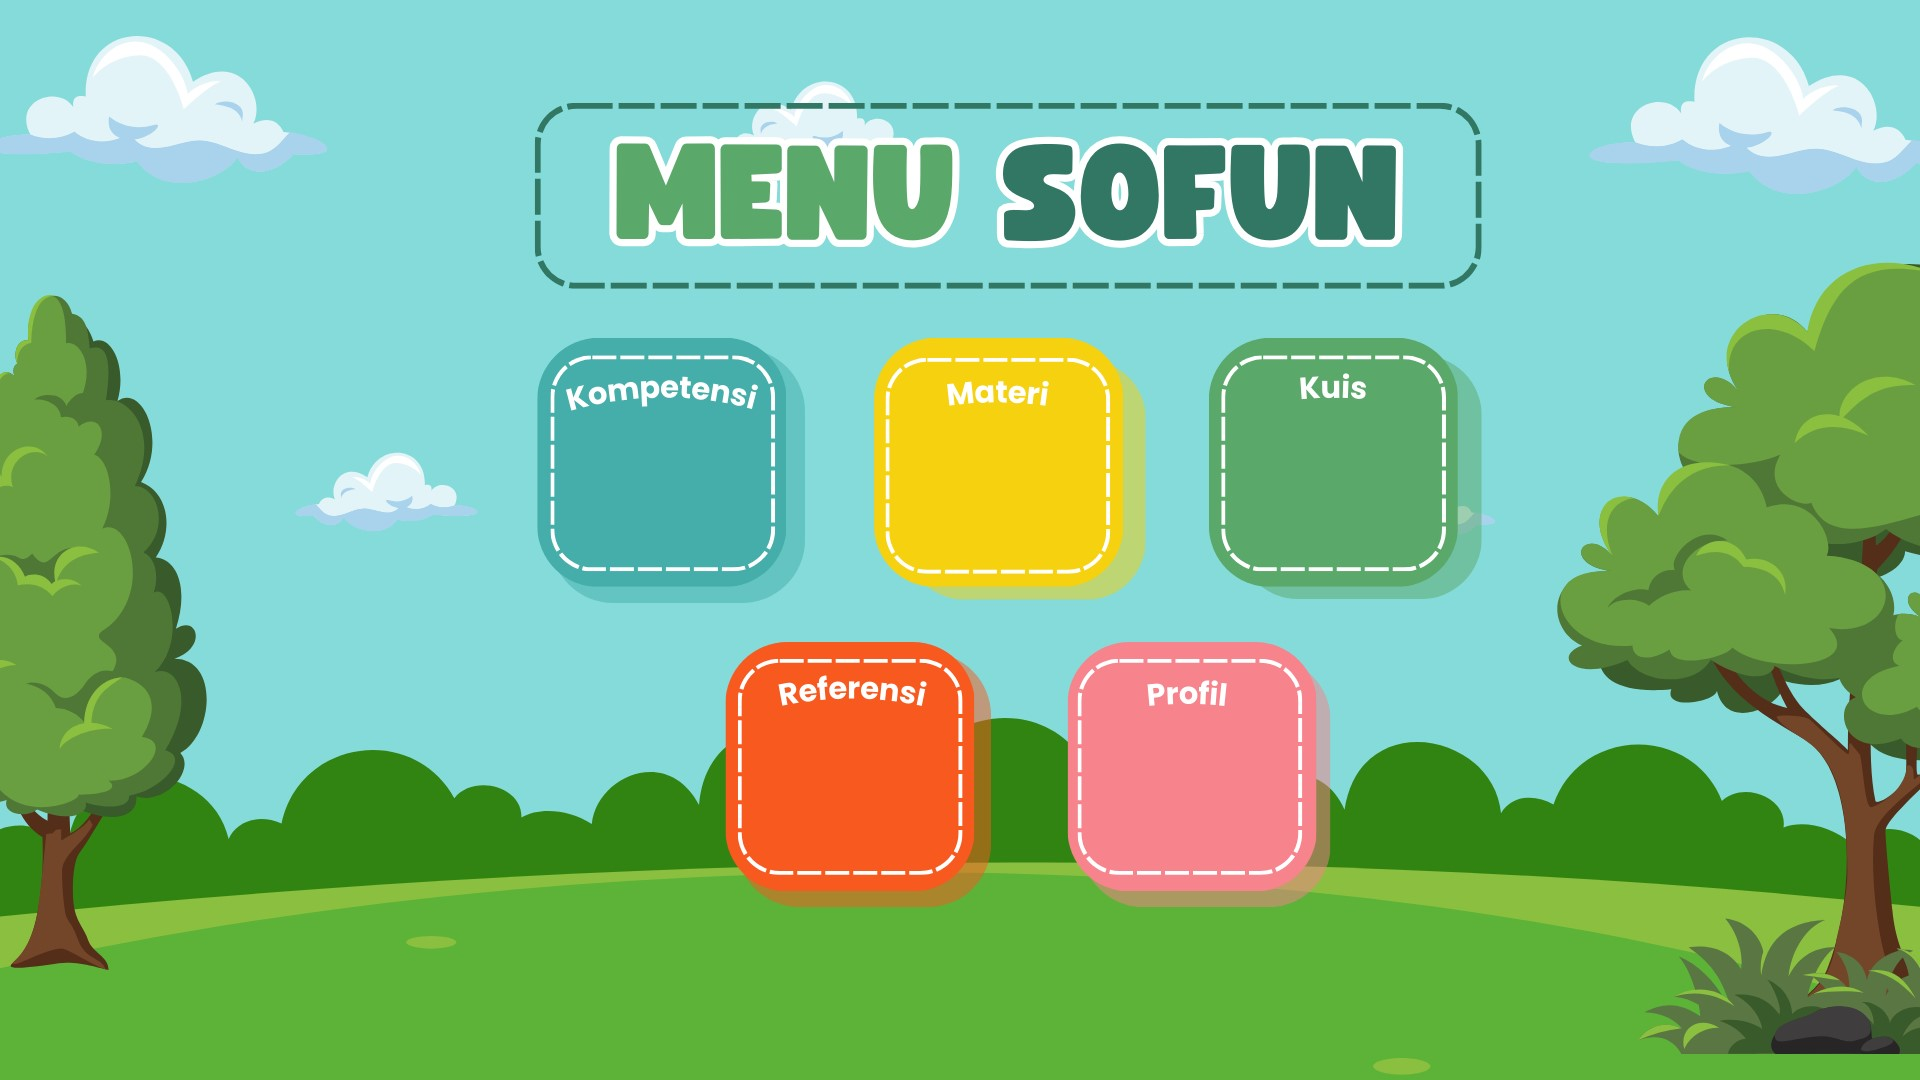 MENU SOFUN
Kompetensi
Materi
Kuis
Referensi
Profil